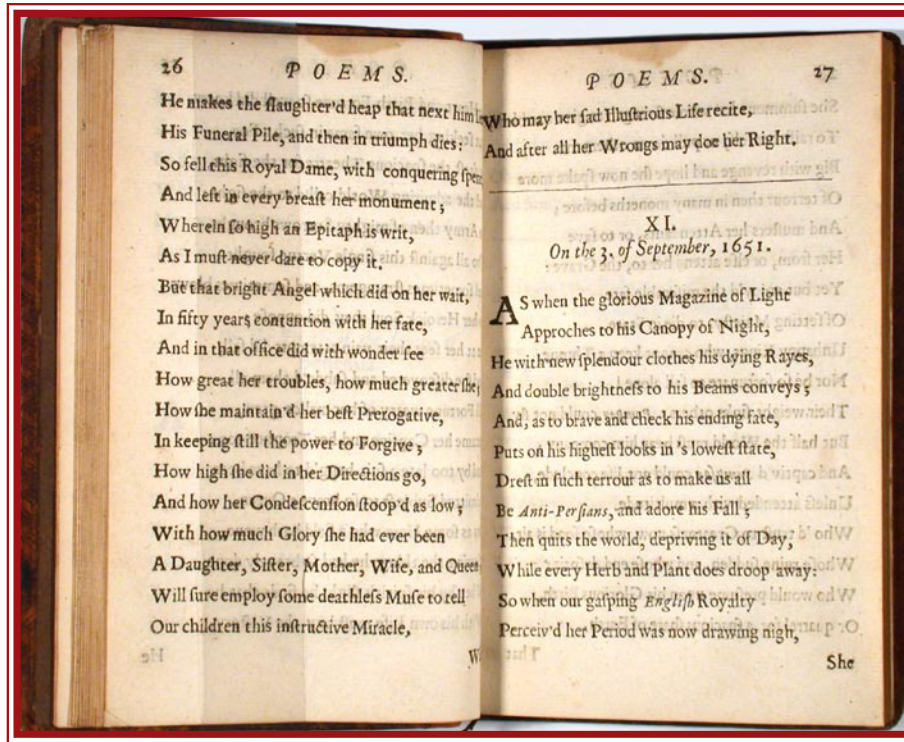 26
POEMS.
He makes the ſlaughter'd heap that next him
His Funeral Pile, and then in triumph dies:
So fell this Royal Dame, with conquering
And left in every breaſt her monument;
Wherein ſo high an Epitaph is writ,
As I muſt never dare to copy it.
But that bright Angel which did on her wait,
In fifty years contention with her fate,
And in that office did with wonder ſee
How great her troubles, how much greater ſhe;
How ſhe maintain'd her beſt Prerogative,
In keeping ſtill the power to Forgive;
How high ſhe did in her Directions go,
And how her Condeſcenſion ſtoop'd as low;
With how much Glory ſhe had ever been
A Daughter, Siſter, Mother, Wife, and Queen
Will ſure employ ſome deathleſs Muſe to tell
Our children this inſtructive Miracle,
POEMS.
27
Who may her ſad Illuſtrious Life recite,
And after all her Wrongs may doe her Right.
XI.
On the 3. of September, 1651.
AS when the glorious Magazine of Light
Approches to his Canopy of Night,
He with new ſplendour clothes his dying Rayes,
And double brightneſs to his Beams conveys;
And, as to brave and check his ending fate,
Puts on his higheſt looks in 's loweſt ſtate,
Dreſt in ſuch terrour as to make us all
Be Anti-Perſians, and adore his Fall;
Then quits the world, depriving it of Day,
While every Herb and Plant does droop away:
So when our gaſping Engliſh Royalty
Perceiv'd her Period was now drawing nigh,
She